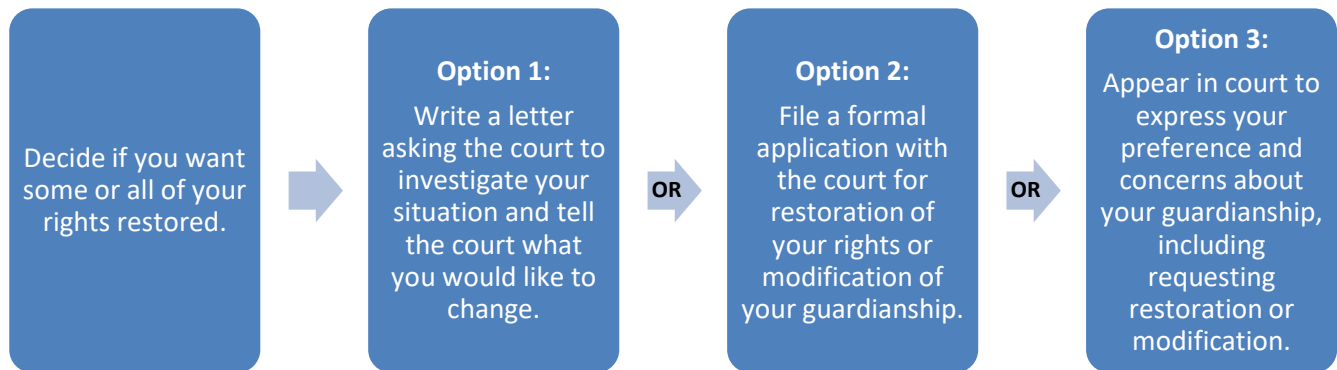 Decide if you want
some or all of your
rights restored.
Option 1:
Write a letter
asking the court to
investigate your
situation and tell
the court what
you would like to
change.
OR
Option 2:
File a formal
application with
the court for
restoration of
your rights or
modification of
your guardianship.
OR
Option 3:
Appear in court to
express your
preference and
concerns about
your guardianship,
including
requesting
restoration or
modification.